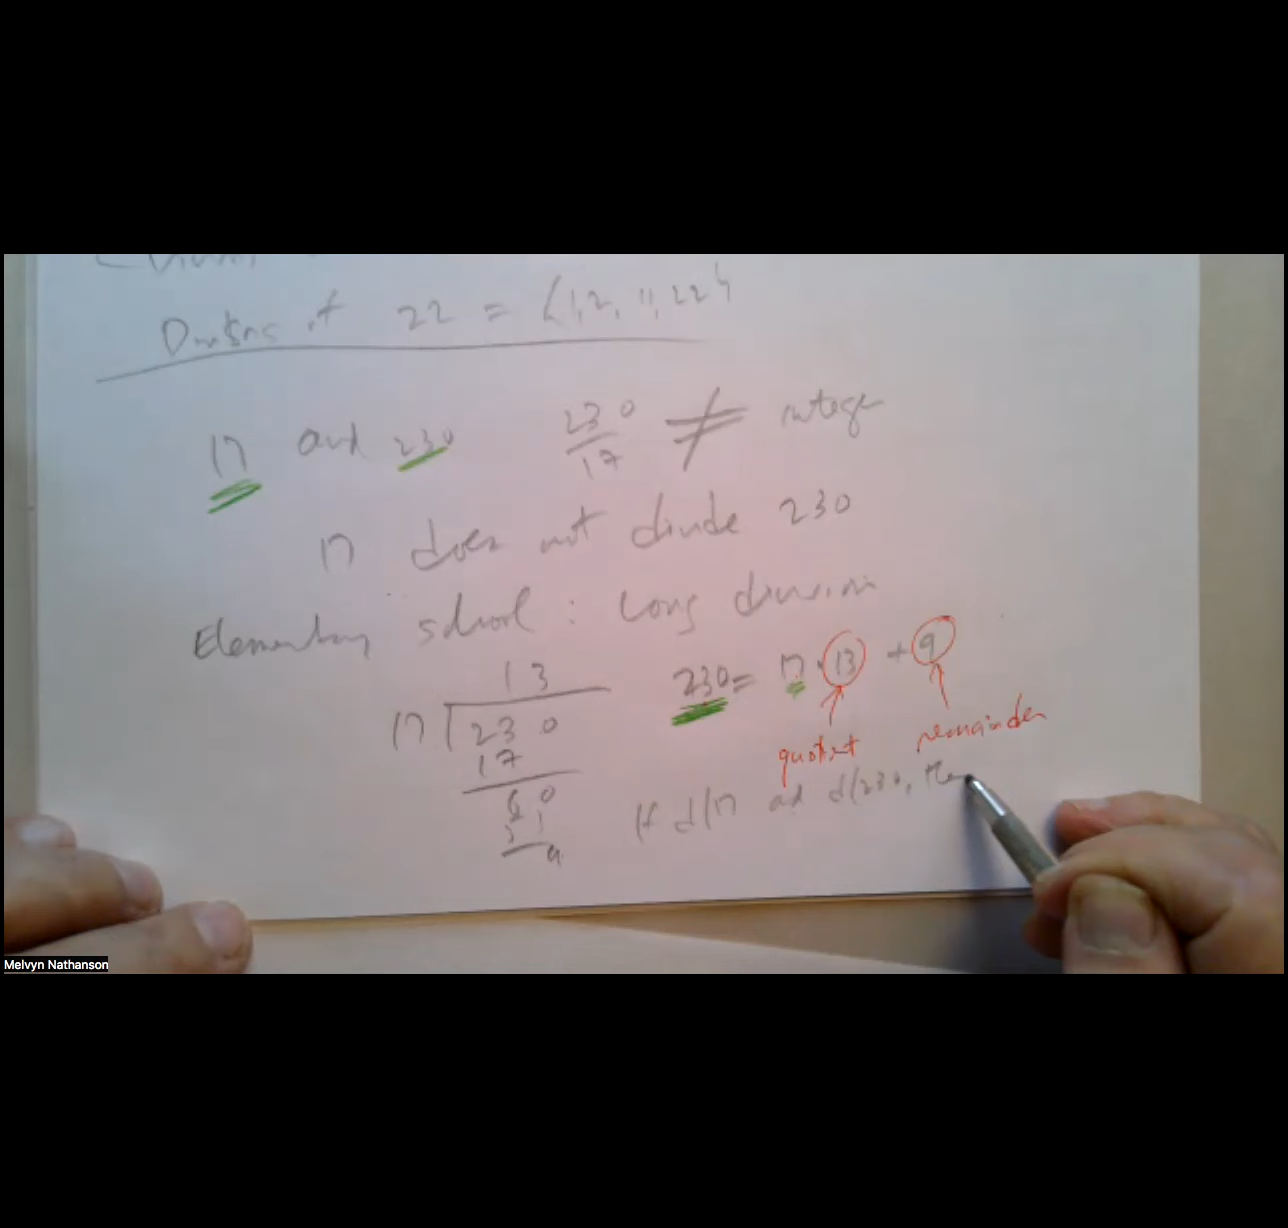 Divisors of 22 = {1, 2, 11, 22}
17 and 230 230/17 ≠ integer
17 does not divide 230
Elementary school : Long division
13
17 230
230 = 17 · 13 + 9
17
quotient remainder
60
51
9
If d/17 and d/230, then
Melvyn Nathanson